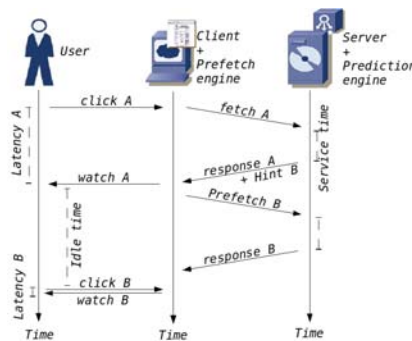 User
Client
+
Prefetch
engine
Server
+
Prediction
engine
click A
fetch A
Latency A
Service time
response A
+ Hint B
watch A
Prefetch B
Idle time
response B
click B
Latency B
watch B
Time
Time
Time